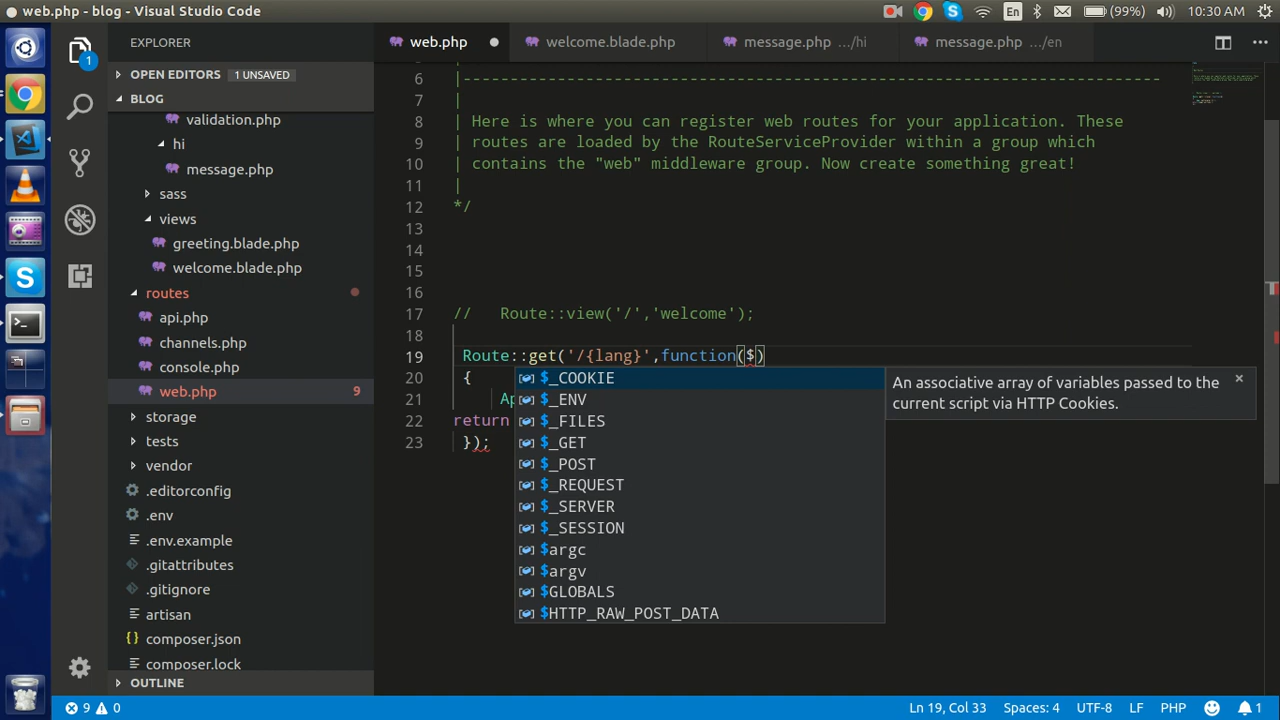 web.php - blog - Visual Studio Code
En
(99%)
10:30 AM
EXPLORER
OPEN EDITORS
1 UNSAVED
BLOG
validation.php
hi
message.php
sass
views
greeting.blade.php
welcome.blade.php
routes
api.php
channels.php
console.php
web.php
9
storage
tests
vendor
.editorconfig
.env
.env.example
.gitattributes
.gitignore
artisan
composer.json
composer.lock
OUTLINE
1
web.php
welcome.blade.php
message.php .../hi
message.php .../en
6 |--------------------------------------------------------------------------
7 |
8 | Here is where you can register web routes for your application. These
9 | routes are loaded by the RouteServiceProvider within a group which
10 | contains the "web" middleware group. Now create something great!
11 |
12 */
13
14
15
16
17 //   Route::view('/','welcome');
18
19 Route::get('/{lang}',function($)
20 {
21 Ap
22 return
23 });
$_COOKIE
$_ENV
$_FILES
$_GET
$_POST
$_REQUEST
$_SERVER
$_SESSION
$argc
$argv
$GLOBALS
$HTTP_RAW_POST_DATA
An associative array of variables passed to the
current script via HTTP Cookies.
×
9 0
Ln 19, Col 33
Spaces: 4
UTF-8
LF
PHP
1